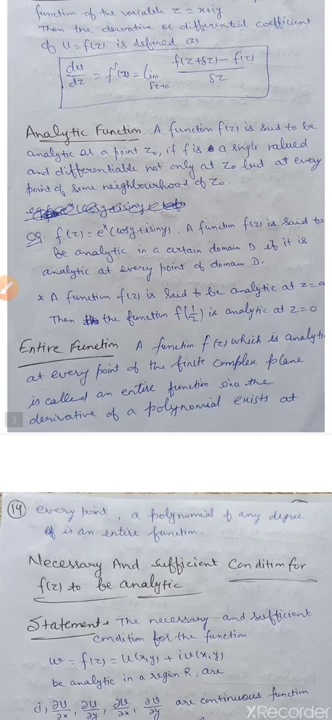 function of the variable z = x+iy
Then the derivative or differential coefficient
of U = f(z) is defined as
du/dz = f'(z) = Lim δz→0 f(z+δz) - f(z) / δz
Analytic Function A function f(z) is said to be
analytic at a point z₀, if f is a single valued
and differentiable not only at z₀ but at every
point of some neighbourhood of z₀.
eg. f(z) = eˣ(cosy+isiny). A function f(z) is said to
be analytic in a certain domain D if it is
analytic at every point of domain D.
* A function f(z) is said to be analytic at z=
Then the function f(1/z) is analytic at z = 0
Entire Function A function f(z) which is analyti
at every point of the finite complex plane
is called an entire function since the
derivative of a polynomial exists at
3
(14) every point, a polynomial of any degree
is an entire function
Necessary And Sufficient Condition for
f(z) to be analytic
Statement The necessary and sufficient
condition for the function
w = f(z) = U(x,y) + iv(x,y)
be analytic in a region R, are
i, ∂U/∂x, ∂U/∂y, ∂v/∂x, ∂v/∂y are continuous function
XRecorder